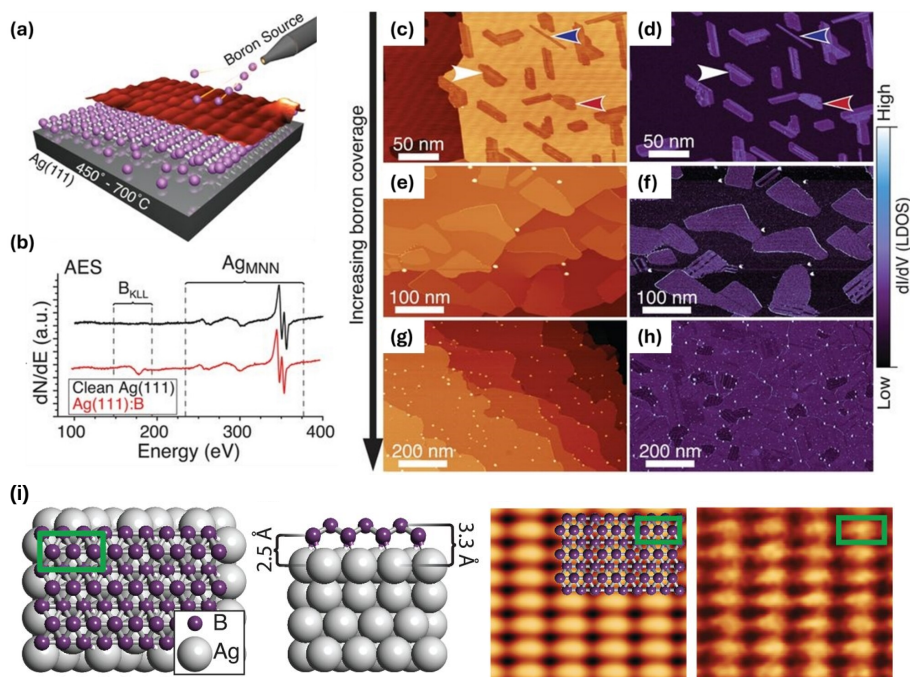 (a)
Boron Source
Ag(111)
450° - 700°C
(b)
AES
B_KLL
Ag_MNN
dN/dE (a.u.)
Clean Ag(111)
Ag(111):B
100 200 300 400
Energy (eV)
Increasing boron coverage
(c)
50 nm
(d)
50 nm
(e)
100 nm
(f)
100 nm
(g)
200 nm
(h)
200 nm
High
dI/dV (LDOS)
Low
(i)
B
Ag
2.5 Å
3.3 Å